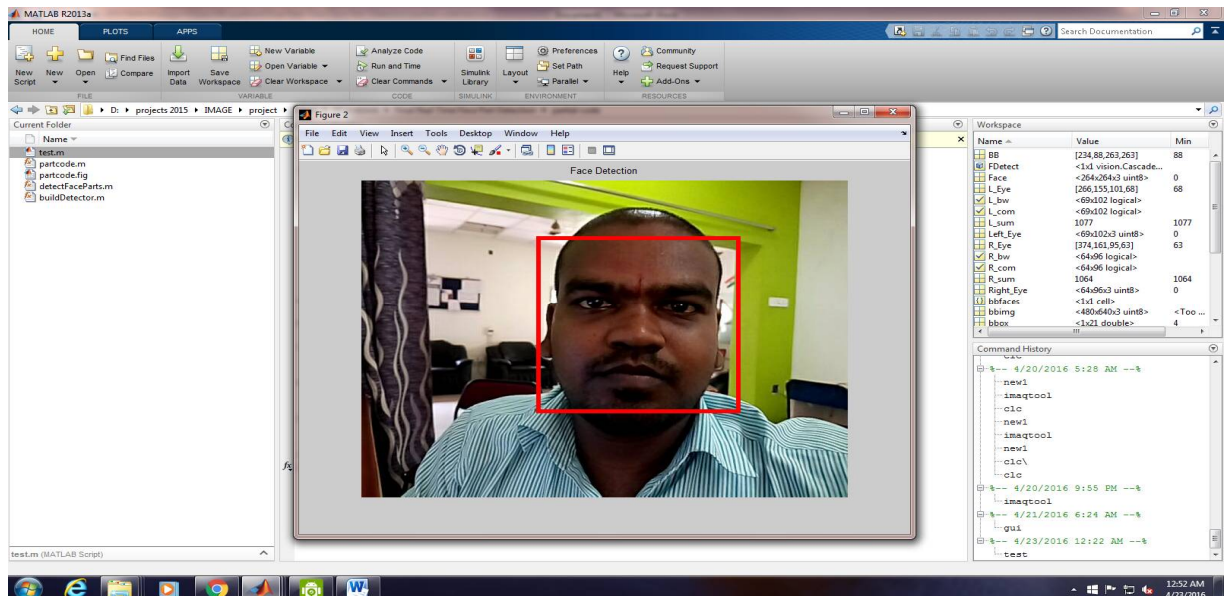 MATLAB R2013a
HOME PLOTS APPS
Search Documentation
New Script
New
Open
Find Files
Compare
Import Data
Save Workspace
New Variable
Open Variable
Clear Workspace
Analyze Code
Run and Time
Clear Commands
Simulink Library
Layout
Preferences
Set Path
Parallel
Help
Community
Request Support
Add-Ons
FILE VARIABLE CODE SIMULINK ENVIRONMENT RESOURCES
D: projects 2015 IMAGE project
Current Folder
Name
test.m
partcode.m
partcode.fig
detectFaceParts.m
buildDetector.m
test.m (MATLAB Script)
Figure 2
File Edit View Insert Tools Desktop Window Help
Face Detection
fx
Workspace
Name Value Min
BB [234,88,263,263] 88
FDetect <1x1 vision.Cascade...
Face <264x264x3 uint8> 0
L_Eye [266,155,101,68] 68
L_bw <69x102 logical>
L_com <69x102 logical>
L_sum 1077 1077
Left_Eye <69x102x3 uint8> 0
R_Eye [374,161,95,63] 63
R_bw <64x96 logical>
R_com <64x96 logical>
R_sum 1064 1064
Right_Eye <64x96x3 uint8> 0
bbfaces <1x1 cell>
bbimg <480x640x3 uint8> <Too ...
bbox <1x21 double> 4
Command History
clc
%-- 4/20/2016 5:28 AM --%
new1
imaqtool
clc
new1
imaqtool
new1
clc\
clc
%-- 4/20/2016 9:55 PM --%
imaqtool
%-- 4/21/2016 6:24 AM --%
gui
%-- 4/23/2016 12:22 AM --%
test
12:52 AM
4/23/2016